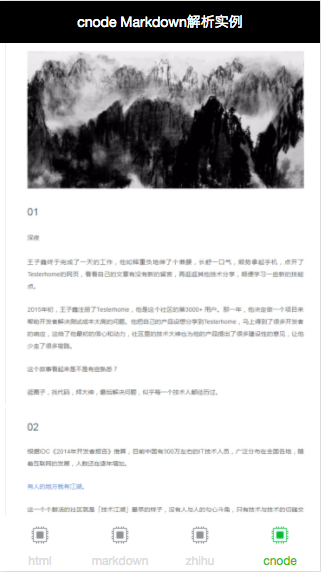 cnode Markdown解析实例
01
深夜
王子鑫终于完成了一天的工作，他如释重负地伸了个懒腰，长舒一口气，顺势拿起手机，点开了
Testerhome的网页，看看自己的文章有没有新的留言，再逛逛其他技术分享，顺便学习一些新的技能
点。
2015年初，王子鑫注册了Testerhome，他是这个社区的第3000+ 用户。那一年，他决定做一个项目来
帮助开发者解决测试成本太高的问题。他把自己的产品设想分享到Testerhome，马上得到了很多开发者
的响应，这给了他最初的信心和动力，社区里的技术大神也为他的产品提出了很多建设性的意见，让他
少走了很多弯路。
这个故事看起来是不是有些熟悉？
逛圈子，当代码，拜大神，最后解决问题，似乎每一个技术人都经历过。
02
根据IDC《2014年开发者报告》推算，目前中国有300万左右的IT技术人员，广泛分布在全国各地，随
着互联网的发展，人数还在逐年增加。
有人的地方就有江湖。
这一个个鲜活的社区就是「技术江湖」最早的样子，没有人与人的勾心斗角，只有技术与技术的切磋交
html
markdown
zhihu
cnode